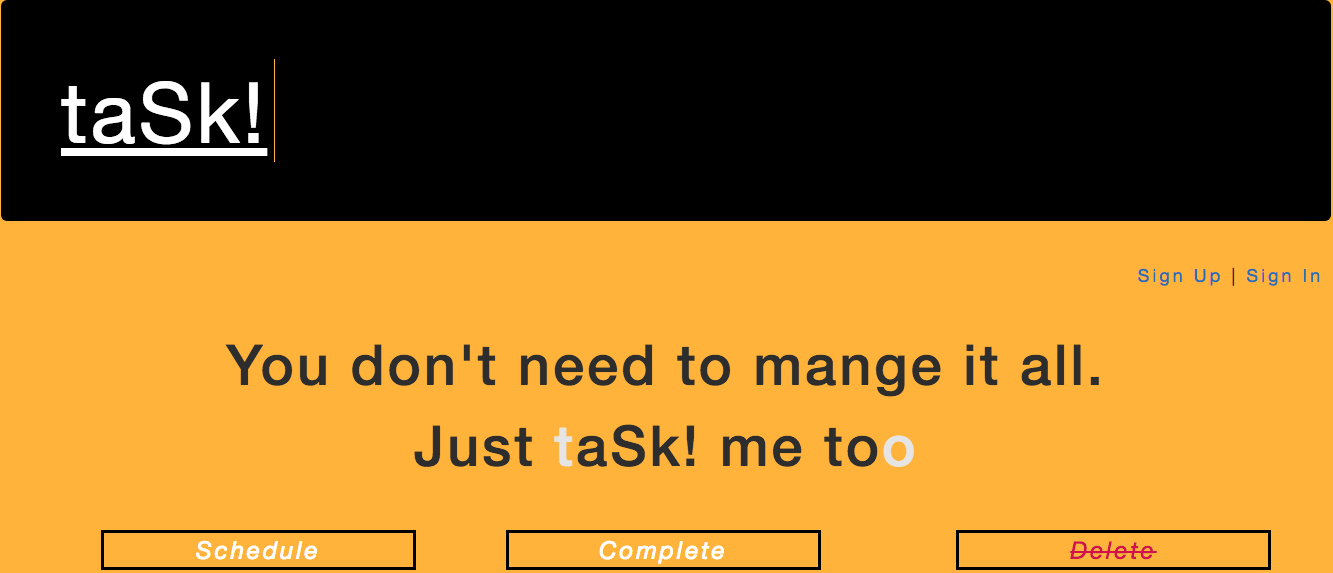 taSk!
Sign Up | Sign In
You don't need to mange it all.
Just taSk! me too
Schedule
Complete
Delete